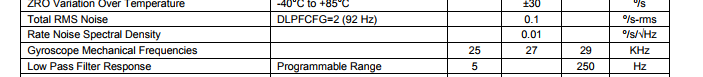 ZRO Variation Over Temperature -40°C to +85°C ±30 º/s
Total RMS Noise DLPFCFG=2 (92 Hz) 0.1 º/s-rms
Rate Noise Spectral Density 0.01 º/s/√Hz
Gyroscope Mechanical Frequencies 25 27 29 KHz
Low Pass Filter Response Programmable Range 5 250 Hz